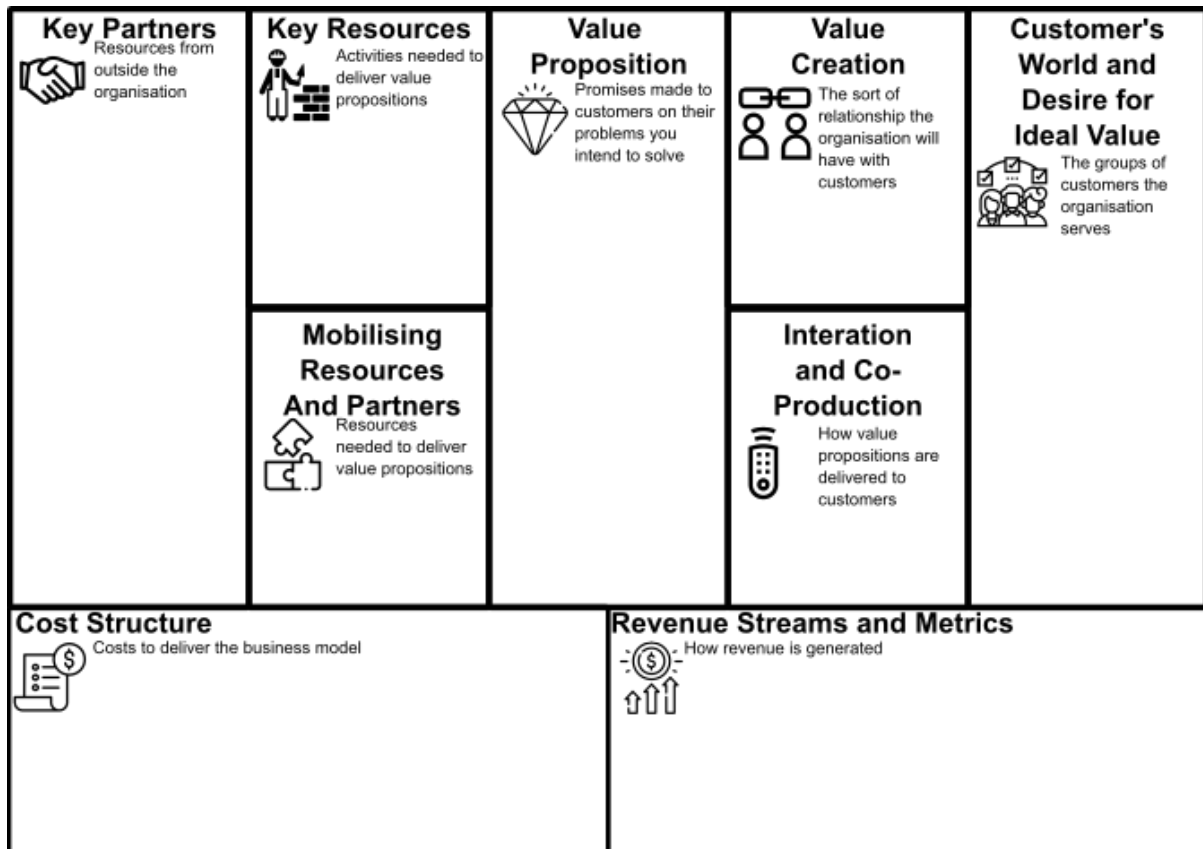 Key Partners
Resources from
outside the
organisation
Key Resources
Activities needed to
deliver value
propositions
Mobilising
Resources
And Partners
Resources
needed to deliver
value propositions
Value
Proposition
Promises made to
customers on their
problems you
intend to solve
Value
Creation
The sort of
relationship the
organisation will
have with
customers
Interation
and Co-
Production
How value
propositions are
delivered to
customers
Customer's
World and
Desire for
Ideal Value
The groups of
customers the
organisation
serves
Cost Structure
$
Costs to deliver the business model
Revenue Streams and Metrics
$
How revenue is generated